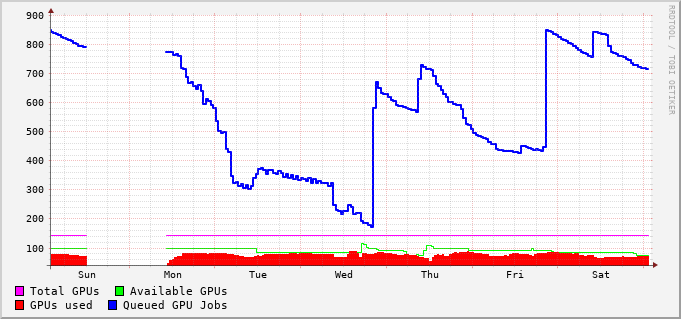 900
800
700
600
500
400
300
200
100
Sun Mon Tue Wed Thu Fri Sat
Total GPUs Available GPUs
GPUs used Queued GPU Jobs
RRDTOOL / TOBI OETIKER